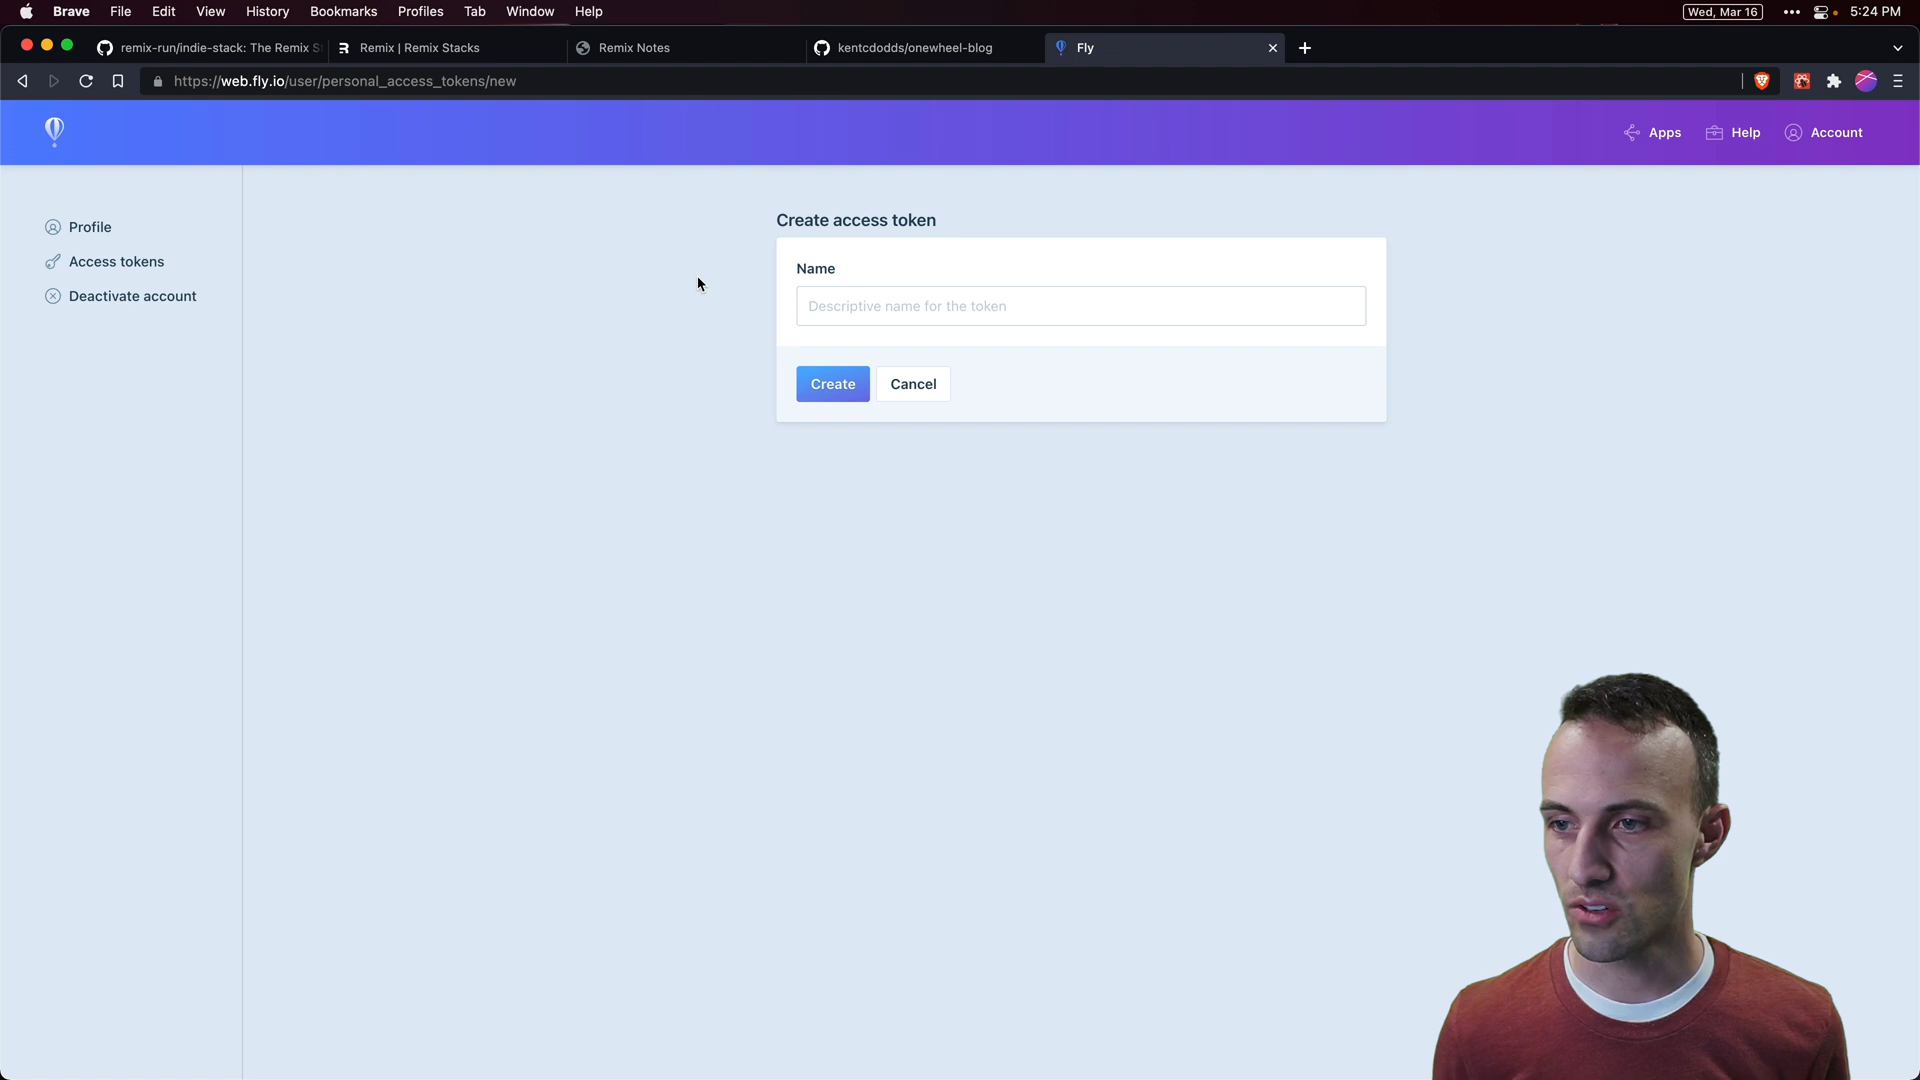 Brave File Edit View History Bookmarks Profiles Tab Window Help Wed, Mar 16 5:24 PM
remix-run/indie-stack: The Remix S Remix | Remix Stacks Remix Notes kentcdodds/onewheel-blog Fly
https://web.fly.io/user/personal_access_tokens/new
Apps Help Account
Profile
Access tokens
Deactivate account
Create access token
Name
Descriptive name for the token
Create Cancel